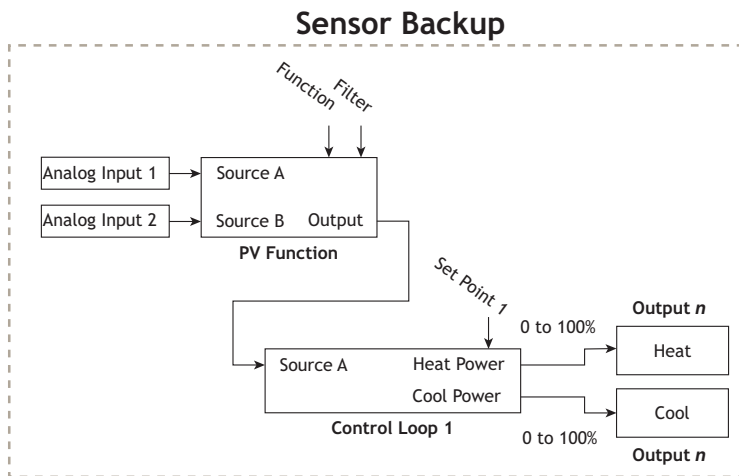 Sensor Backup
Function
Filter
Analog Input 1
Source A
Analog Input 2
Source B
Output
PV Function
Set Point 1
0 to 100%
Output n
Heat
Source A
Heat Power
Cool Power
Cool
Control Loop 1
0 to 100%
Output n